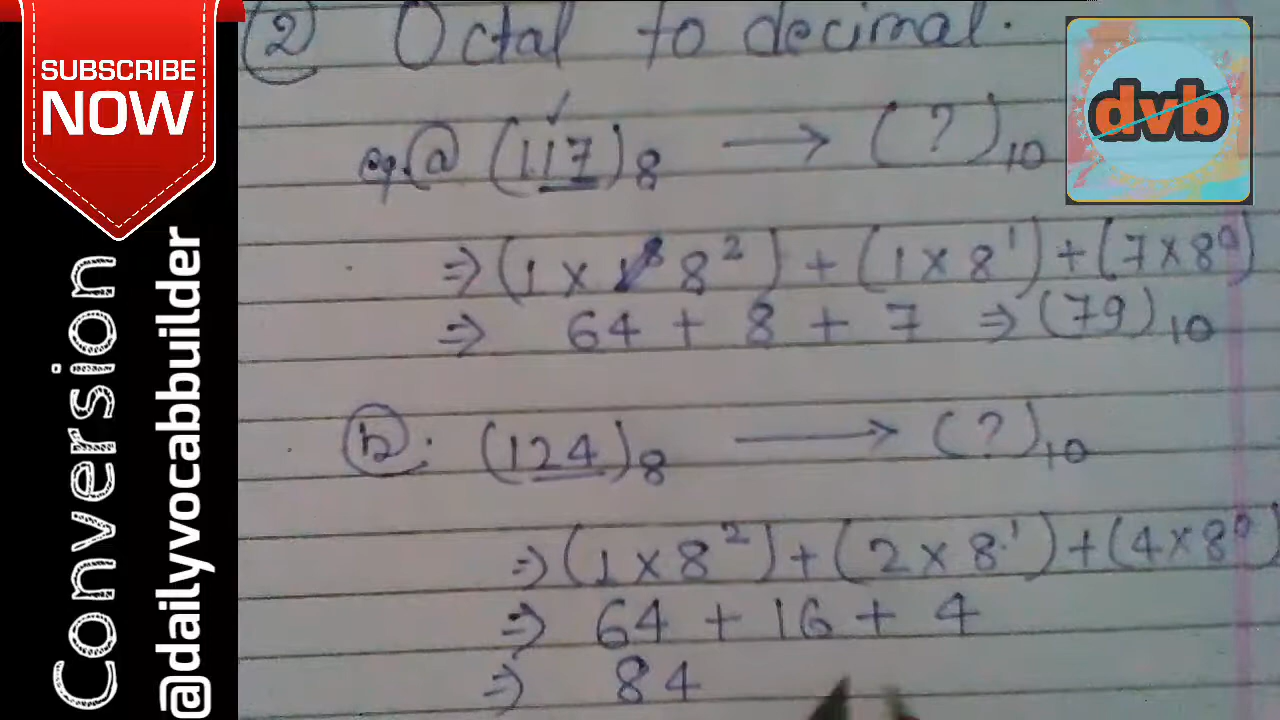 SUBSCRIBE
NOW
Conversion
@dailyvocabbuilder
dvb
(2) Octal to decimal.
eg. (a) (117)₈ → (?)₁₀
⇒ (1 × 8²) + (1 × 8¹) + (7 × 8⁰)
⇒ 64 + 8 + 7 ⇒ (79)₁₀
(b). (124)₈ → (?)₁₀
⇒ (1 × 8²) + (2 × 8¹) + (4 × 8⁰)
⇒ 64 + 16 + 4
⇒ 84